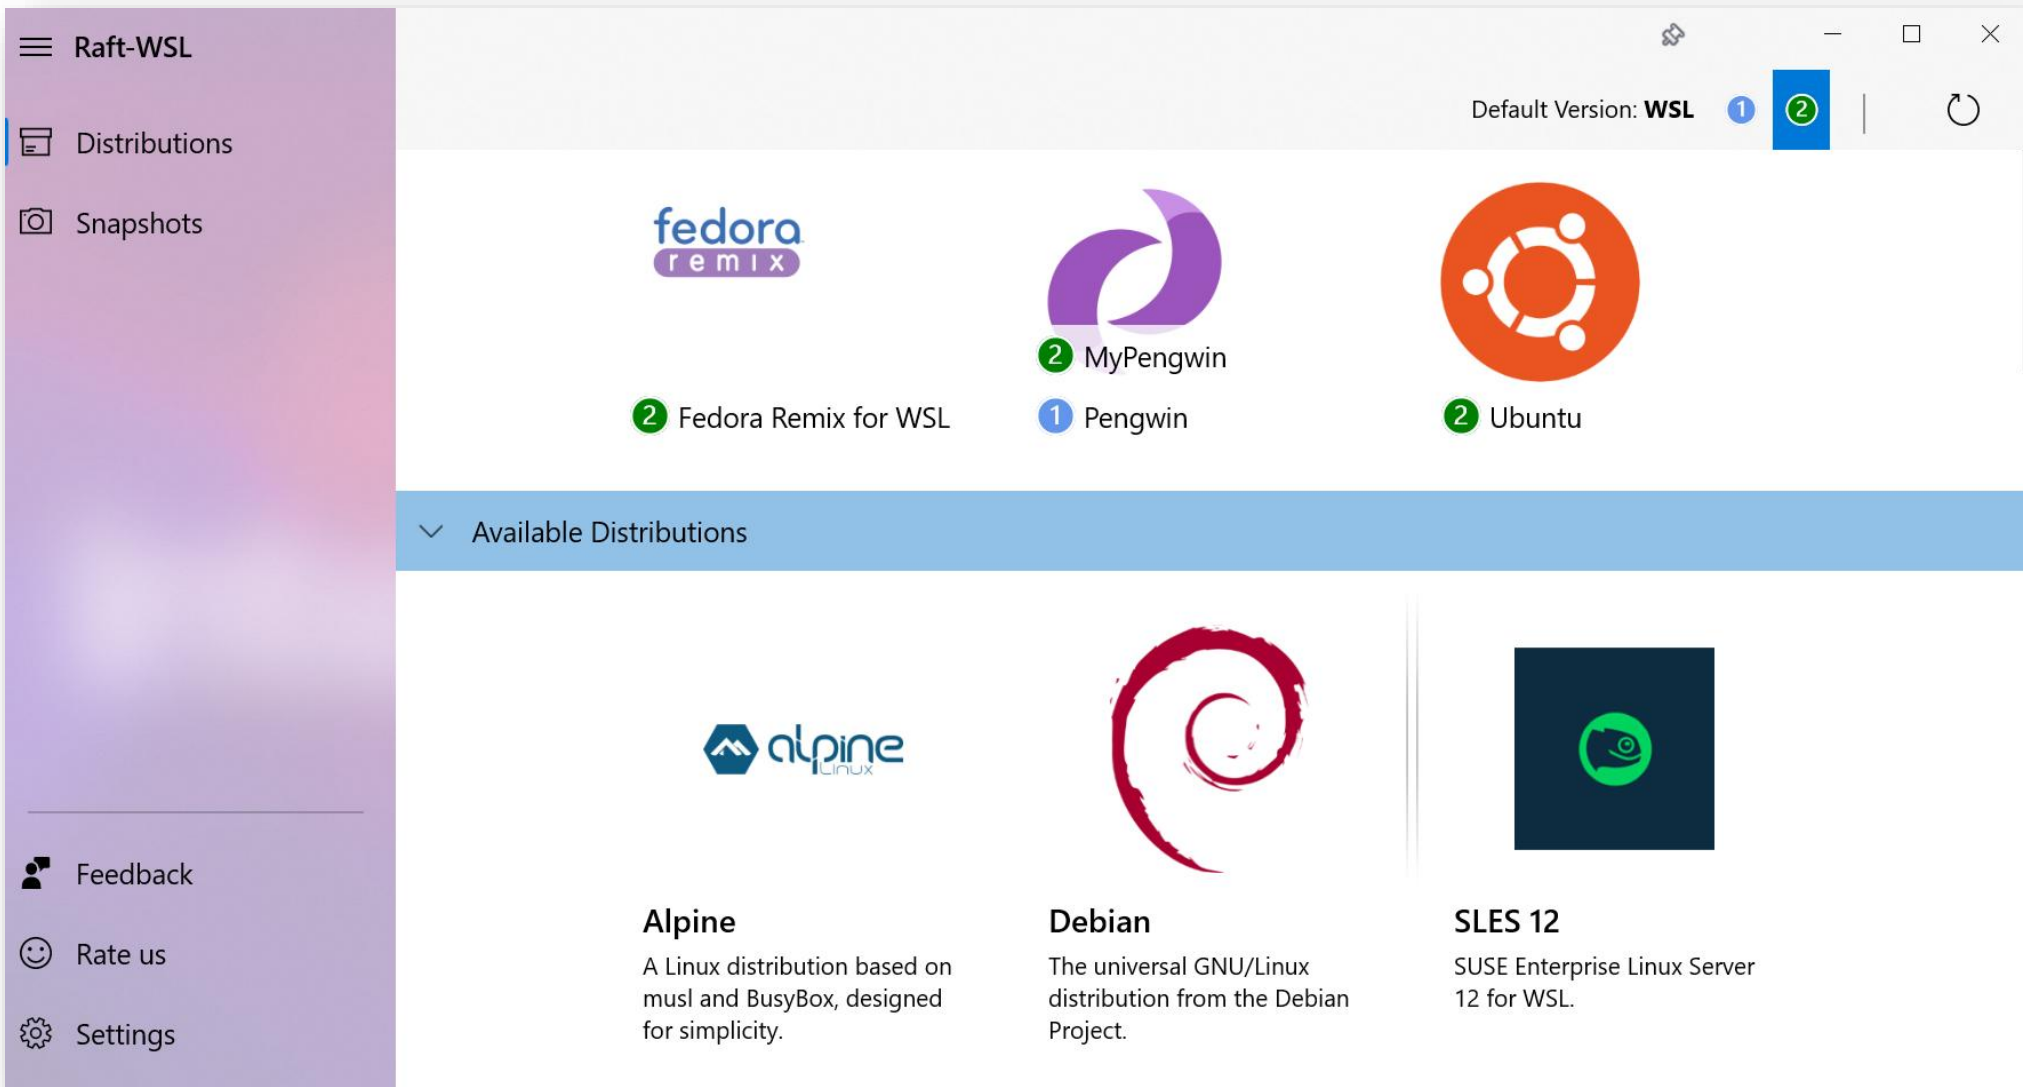 Raft-WSL
Default Version: WSL 1 2
Distributions
Snapshots
fedora
remix
2 MyPengwin
2 Fedora Remix for WSL
1 Pengwin
2 Ubuntu
Available Distributions
alpine
Linux
Alpine
A Linux distribution based on
musl and BusyBox, designed
for simplicity.
Debian
The universal GNU/Linux
distribution from the Debian
Project.
SLES 12
SUSE Enterprise Linux Server
12 for WSL.
Feedback
Rate us
Settings